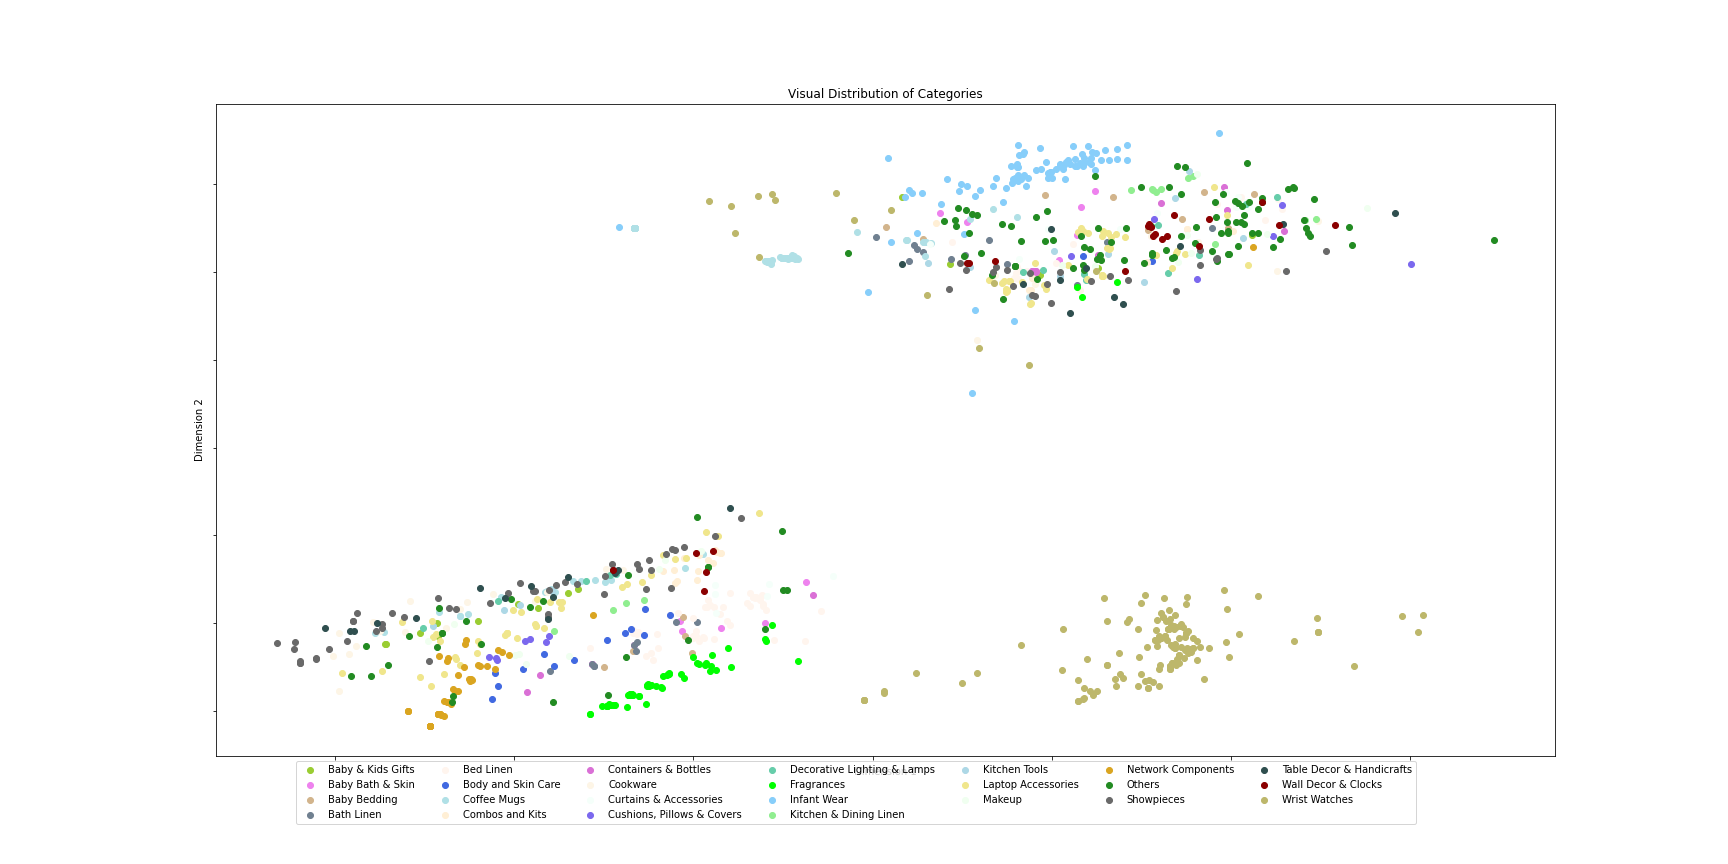 Visual Distribution of Categories
Dimension 2
Baby & Kids Gifts
Baby Bath & Skin
Baby Bedding
Bath Linen
Bed Linen
Body and Skin Care
Coffee Mugs
Combos and Kits
Containers & Bottles
Cookware
Curtains & Accessories
Cushions, Pillows & Covers
Decorative Lighting & Lamps
Fragrances
Infant Wear
Kitchen & Dining Linen
Kitchen Tools
Laptop Accessories
Makeup
Network Components
Others
Showpieces
Table Decor & Handicrafts
Wall Decor & Clocks
Wrist Watches